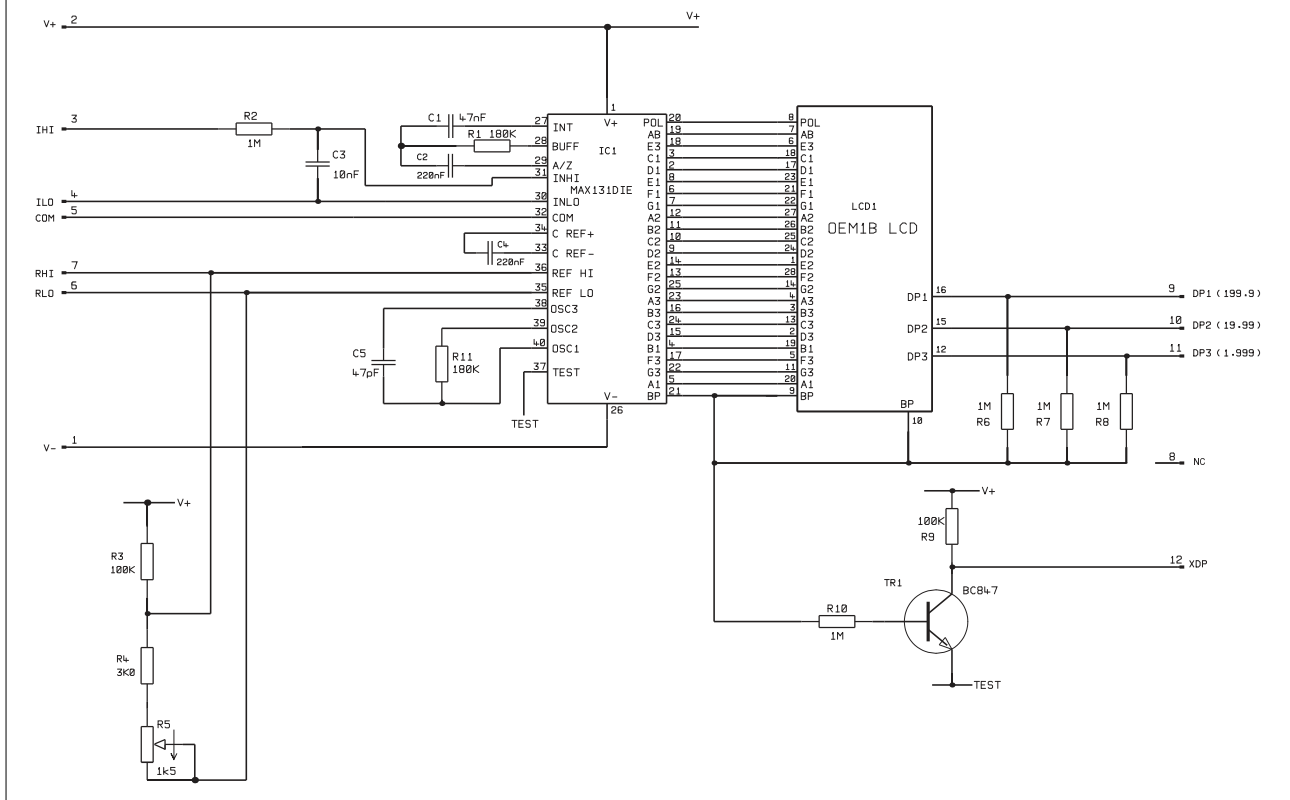 V+ 2 V+
IHI 3
R2
1M
C3
10nF
C1 47nF
R1 180K
C2
220nF
ILO 4
COM 5
C4
220nF
RHI 7
RLO 6
C5
47pF
R11
180K
TEST
V- 1
1
V+
IC1
MAX131DIE
27 INT
28 BUFF
29 A/Z
31 INHI
30 INLO
32 COM
34 C REF+
33 C REF-
36 REF HI
35 REF LO
38 OSC3
39 OSC2
40 OSC1
37 TEST
V-
26
POL 20 8 POL
AB 19 7 AB
E3 18 6 E3
C1 3 18 C1
D1 2 17 D1
E1 8 23 E1
F1 6 21 F1
G1 7 22 G1
A2 12 27 A2
B2 11 26 B2
C2 10 25 C2
D2 9 24 D2
E2 14 1 E2
F2 13 28 F2
G2 25 14 G2
A3 23 4 A3
B3 16 3 B3
C3 24 13 C3
D3 15 2 D3
B1 4 19 B1
F3 17 5 F3
G3 22 11 G3
A1 5 20 A1
BP 21 9 BP
LCD1
OEM1B LCD
DP1 16
DP2 15
DP3 12
BP
10
9 DP1 (199.9)
10 DP2 (19.99)
11 DP3 (1.999)
1M
R6
1M
R7
1M
R8
8 NC
V+
100K
R9
12 XDP
TR1
BC847
R10
1M
TEST
V+
R3
100K
R4
3K0
R5
1k5